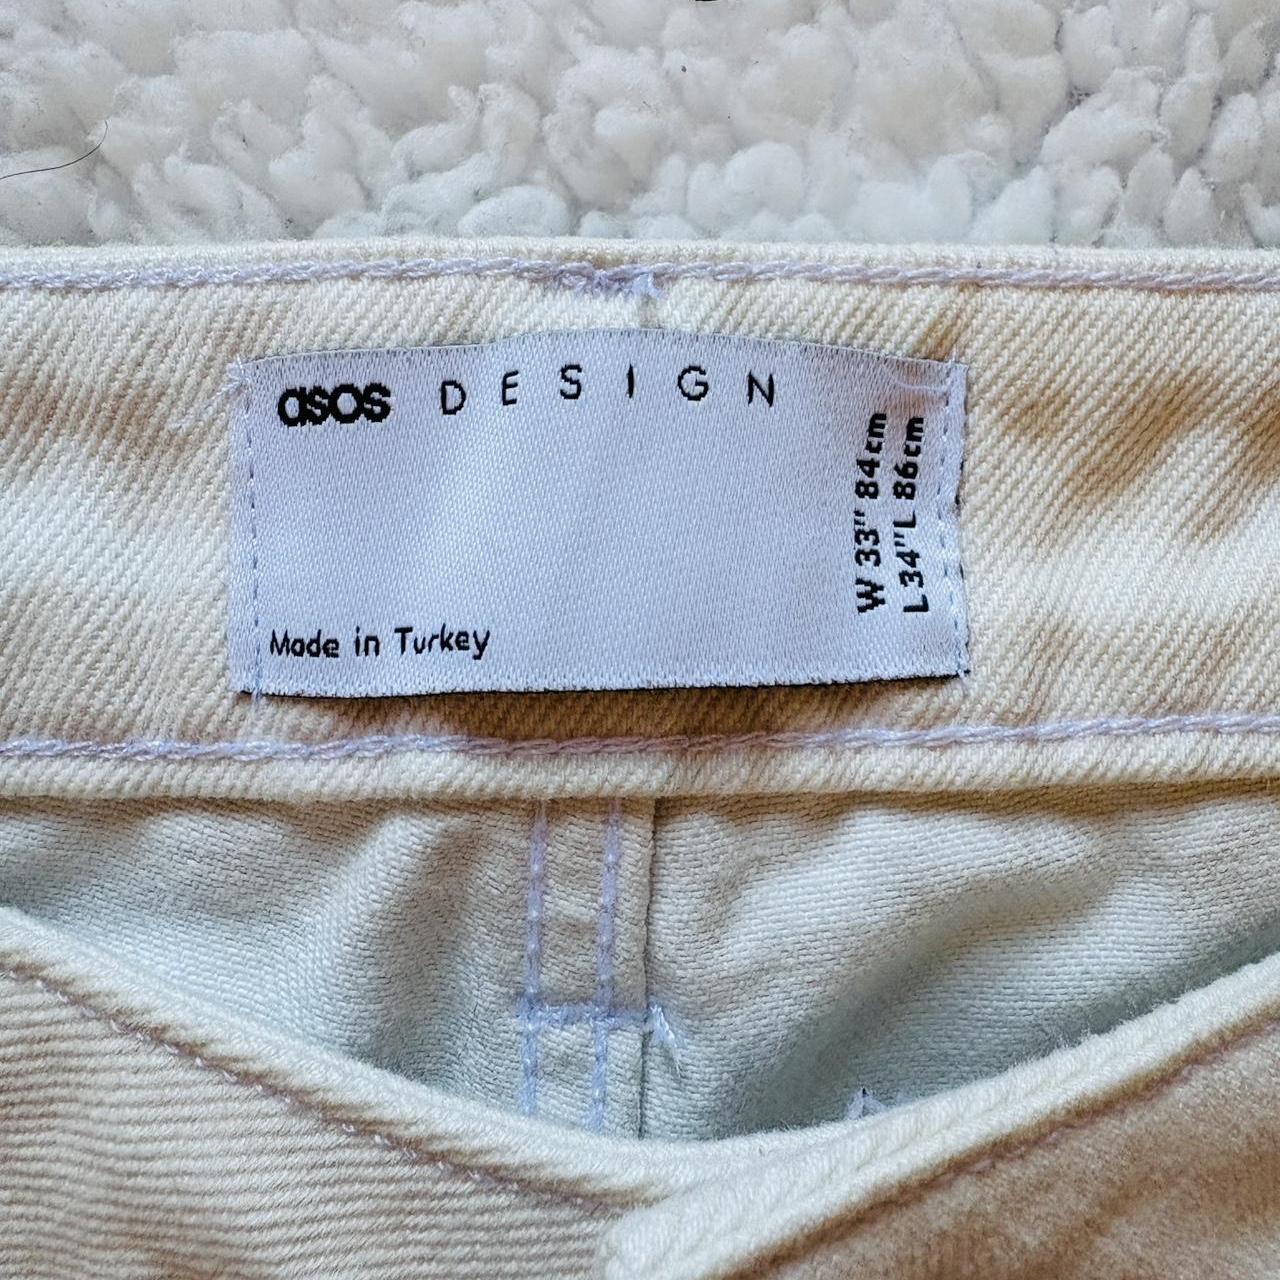 asos DESIGN
W 33" 84cm
L 34"L 86cm
Made in Turkey